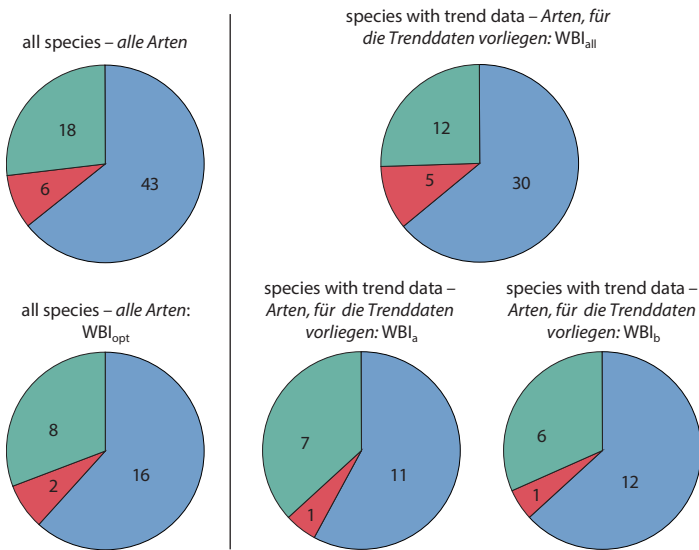 all species – alle Arten
18
6
43
species with trend data – Arten, für
die Trenddaten vorliegen: WBIall
12
5
30
all species – alle Arten:
WBIopt
8
2
16
species with trend data –
Arten, für die Trenddaten
vorliegen: WBIa
7
1
11
species with trend data –
Arten, für die Trenddaten
vorliegen: WBIb
6
1
12